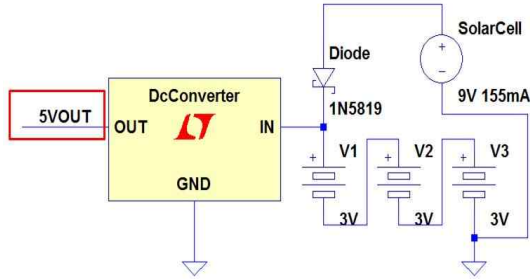 SolarCell
Diode
DcConverter
9V 155mA
5VOUT
OUT
IN
1N5819
+
-
GND
+
V1
+
V2
+
V3
3V
3V
3V